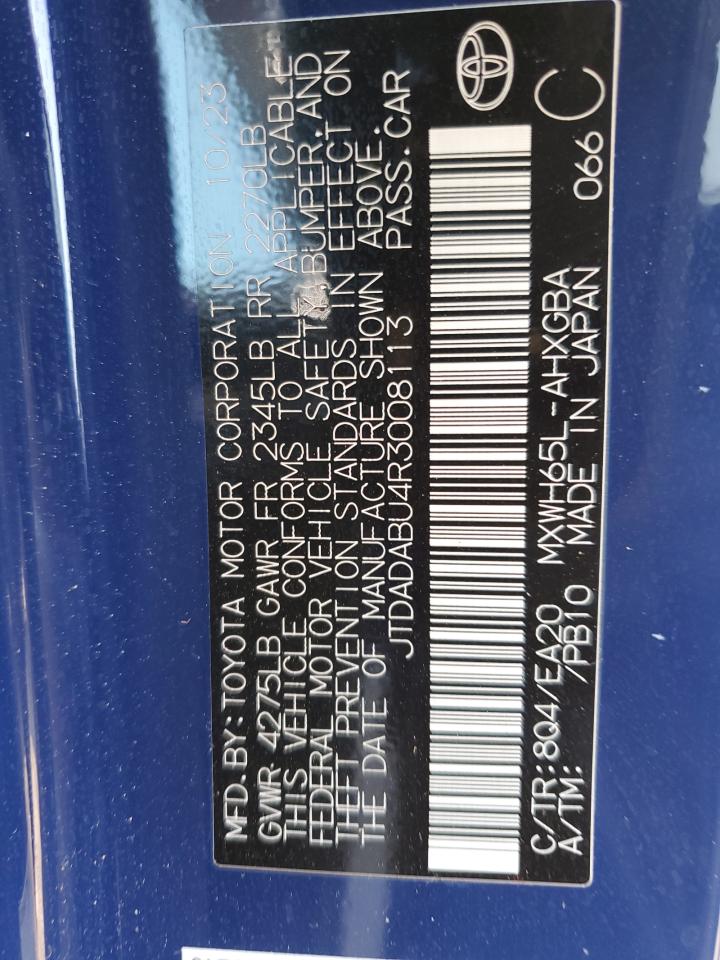 MFD.BY:TOYOTA MOTOR CORPORATION 10/23
GVWR 4275LB GAWR FR 2345LB RR 2270LB
THIS VEHICLE CONFORMS TO ALL APPLICABLE
FEDERAL MOTOR VEHICLE SAFETY,BUMPER,AND
THEFT PREVENTION STANDARDS IN EFFECT ON
THE DATE OF MANUFACTURE SHOWN ABOVE.
JTDADABU4R3008113 PASS.CAR
C/TR:8Q4/EA20 MXWH65L-AHXGBA 066 C
A/TM: /PB10 MADE IN JAPAN